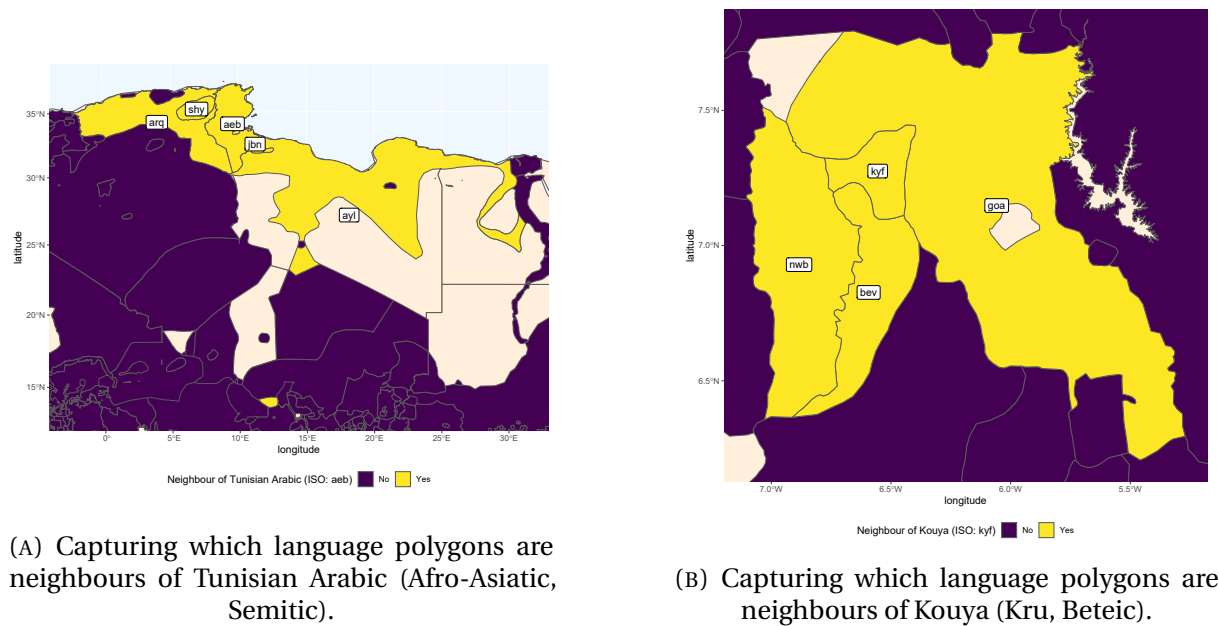 35°N
30°N
25°N
20°N
15°N
latitude
shy
arq
aeb
jbn
ayl
0°
5°E
10°E
15°E
20°E
25°E
30°E
longitude
Neighbour of Tunisian Arabic (ISO: aeb) No Yes
(A) Capturing which language polygons are
neighbours of Tunisian Arabic (Afro-Asiatic,
Semitic).
7.5°N
7.0°N
6.5°N
latitude
kyf
goa
nwb
bev
7.0°W
6.5°W
6.0°W
5.5°W
longitude
Neighbour of Kouya (ISO: kyf) No Yes
(B) Capturing which language polygons are
neighbours of Kouya (Kru, Beteic).